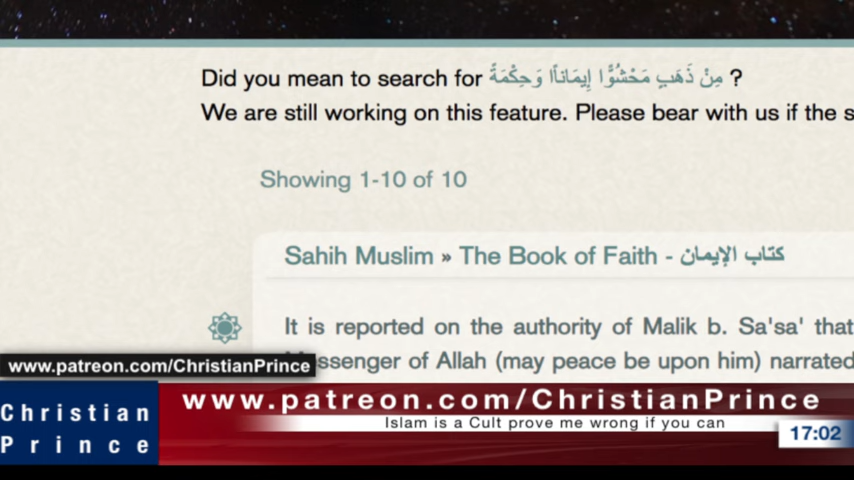 Did you mean to search for مِنْ ذَهَبٍ مَحْشُوًّا إِيمَانًاا وَحِكْمَةً ?
We are still working on this feature. Please bear with us if the s
Showing 1-10 of 10
Sahih Muslim » The Book of Faith - كتاب الإيمان
It is reported on the authority of Malik b. Sa'sa' that
Messenger of Allah (may peace be upon him) narrated
www.patreon.com/ChristianPrince
www.patreon.com/ChristianPrince
Islam is a Cult prove me wrong if you can
Christian
Prince
17:02